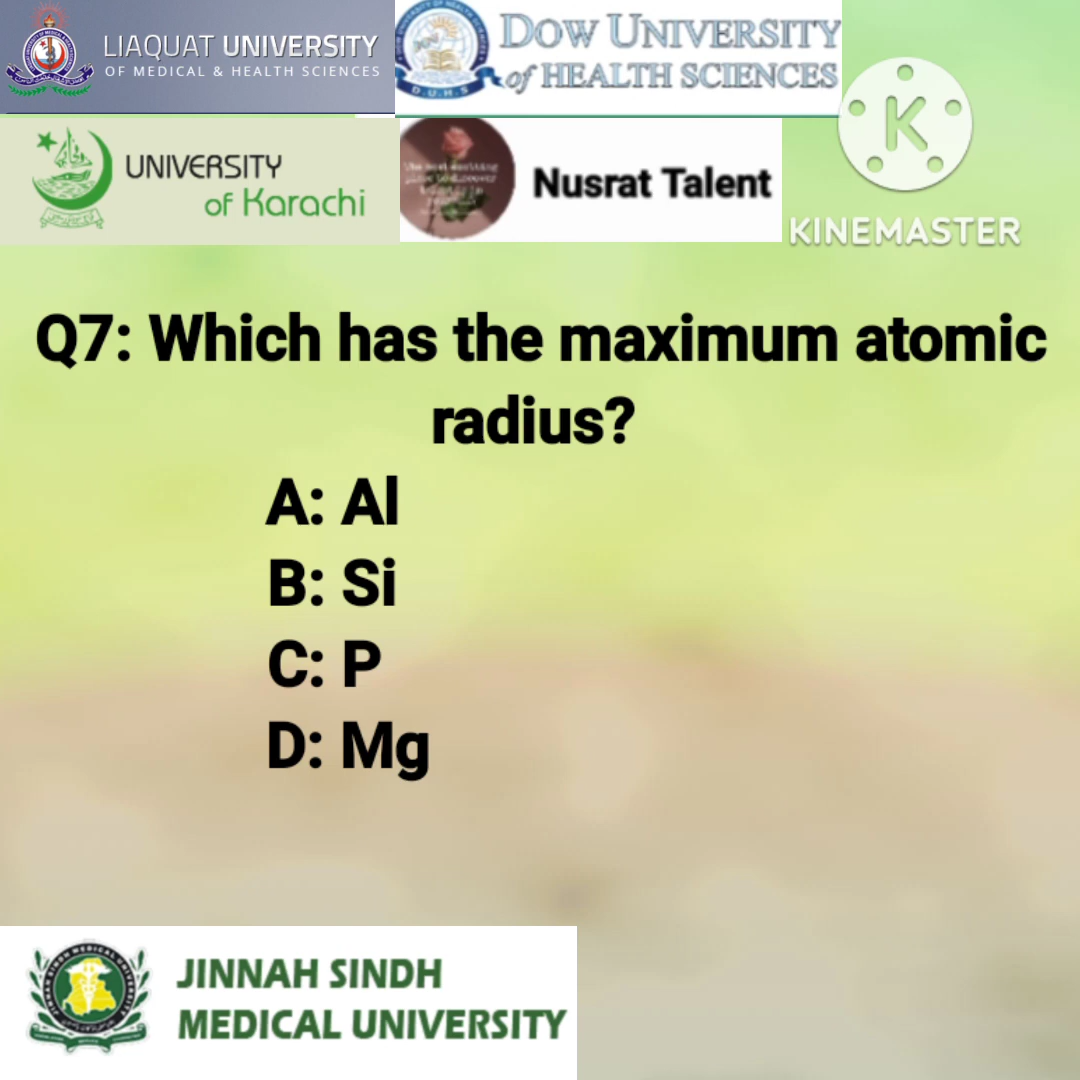 LIAQUAT UNIVERSITY
OF MEDICAL & HEALTH SCIENCES
DOW UNIVERSITY
of HEALTH SCIENCES
D.U.H.S
UNIVERSITY
of Karachi
Nusrat Talent
K
KINEMASTER
Q7: Which has the maximum atomic
radius?
A: Al
B: Si
C: P
D: Mg
JINNAH SINDH
MEDICAL UNIVERSITY